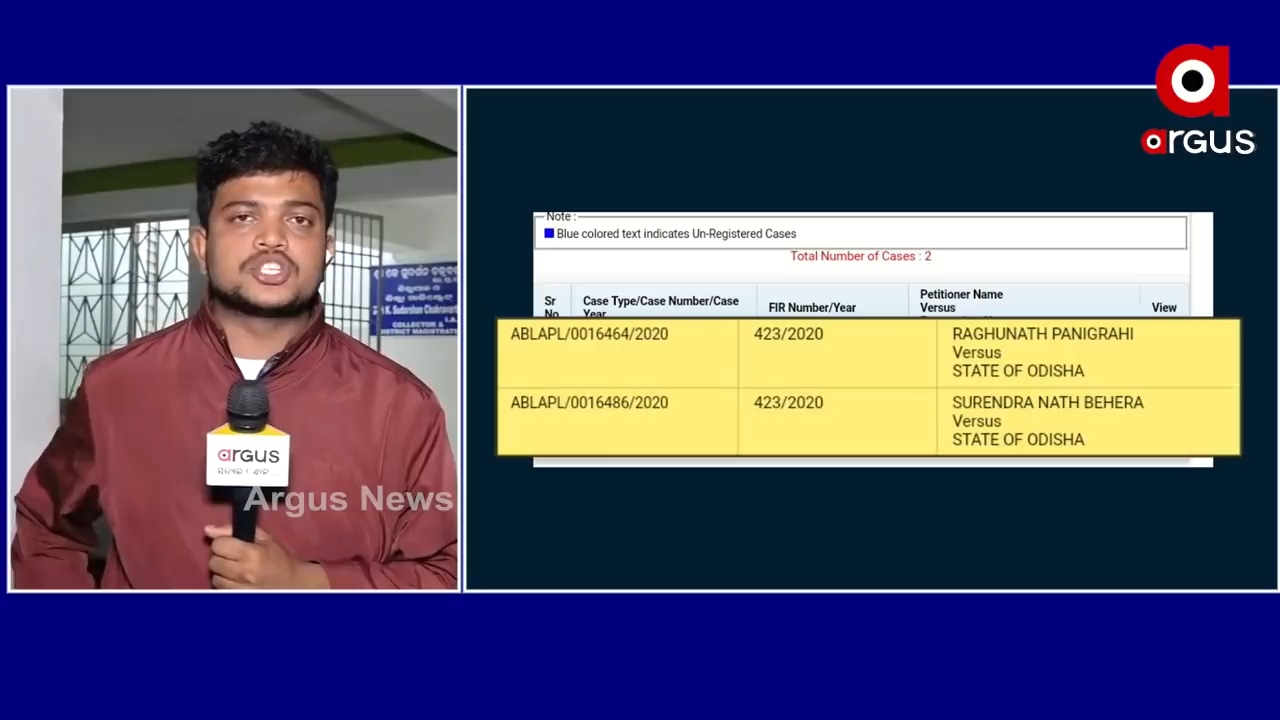 argus
Note :
Blue colored text indicates Un-Registered Cases
Total Number of Cases : 2
Sr
No
Case Type/Case Number/Case
Year
FIR Number/Year
Petitioner Name
Versus
View
ABLAPL/0016464/2020
423/2020
RAGHUNATH PANIGRAHI
Versus
STATE OF ODISHA
ABLAPL/0016486/2020
423/2020
SURENDRA NATH BEHERA
Versus
STATE OF ODISHA
K. Sudarshan
COLLECTOR &
DISTRICT MAGISTRATE
argus
Argus News